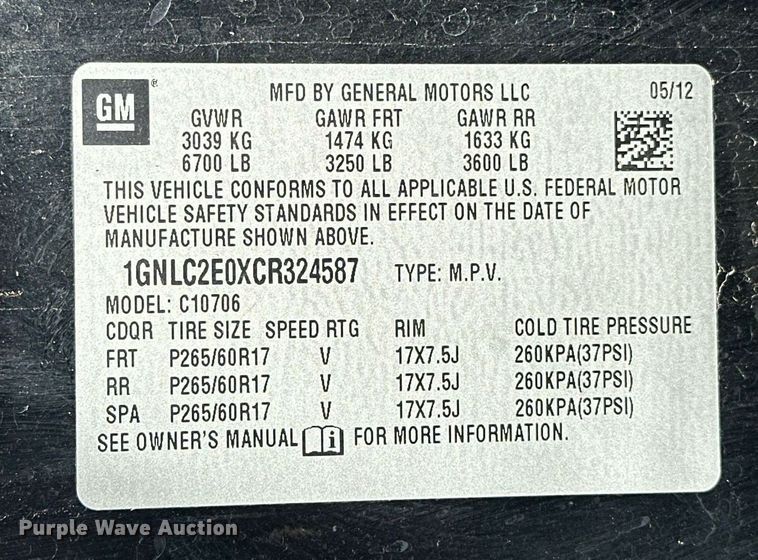 GM ®
MFD BY GENERAL MOTORS LLC 05/12
GVWR GAWR FRT GAWR RR
3039 KG 1474 KG 1633 KG
6700 LB 3250 LB 3600 LB
THIS VEHICLE CONFORMS TO ALL APPLICABLE U.S. FEDERAL MOTOR
VEHICLE SAFETY STANDARDS IN EFFECT ON THE DATE OF
MANUFACTURE SHOWN ABOVE.
1GNLC2E0XCR324587 TYPE: M.P.V.
MODEL: C10706
CDQR TIRE SIZE SPEED RTG RIM COLD TIRE PRESSURE
FRT P265/60R17 V 17X7.5J 260KPA(37PSI)
RR P265/60R17 V 17X7.5J 260KPA(37PSI)
SPA P265/60R17 V 17X7.5J 260KPA(37PSI)
SEE OWNER'S MANUAL i FOR MORE INFORMATION.
Purple Wave Auction